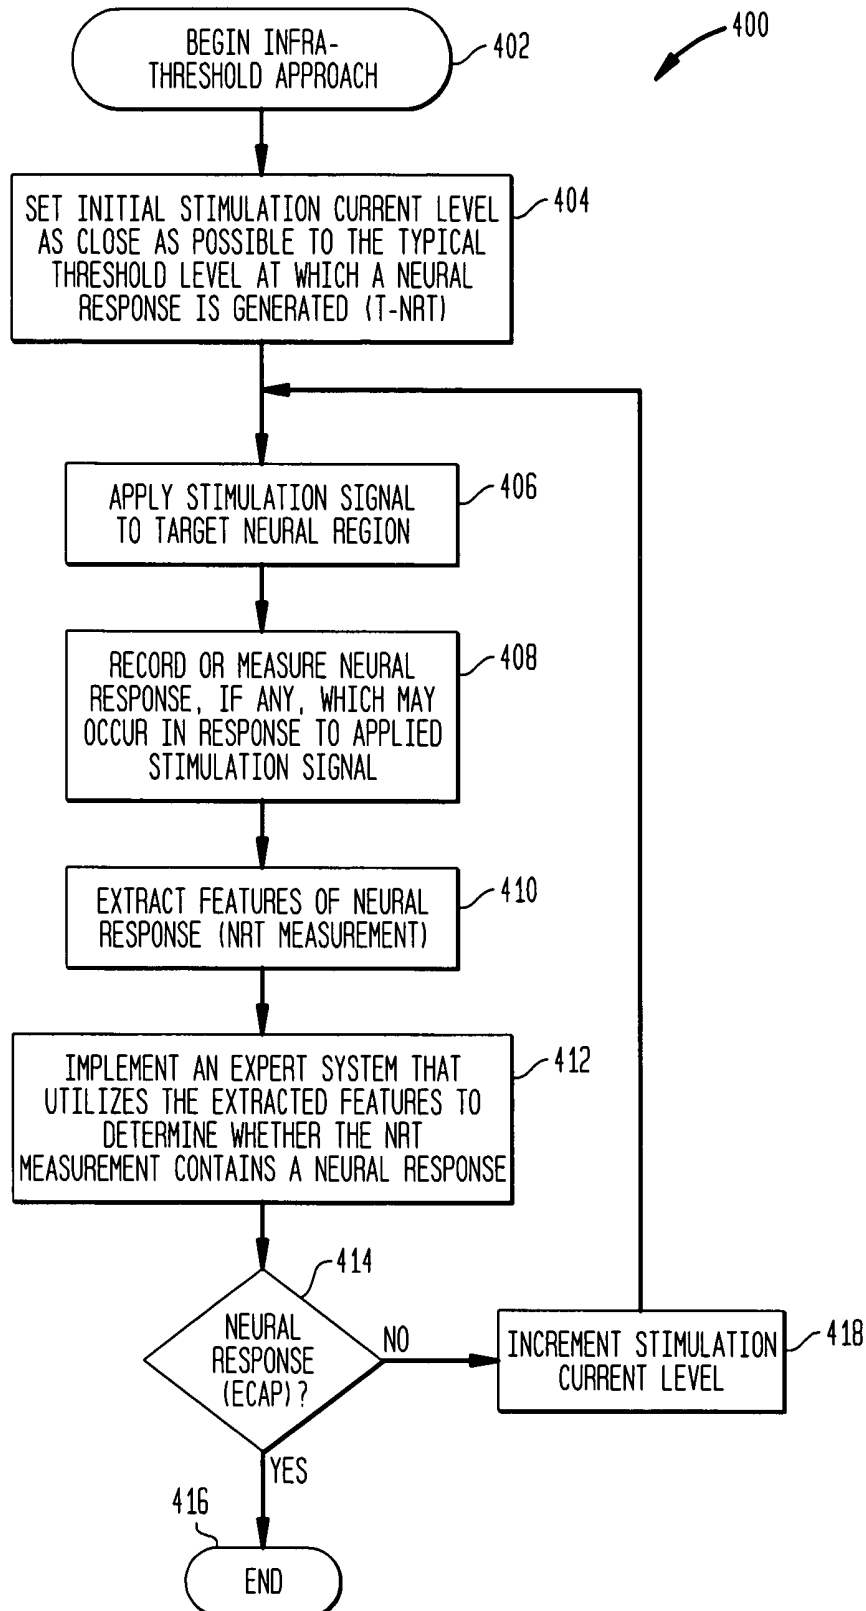 400
BEGIN INFRA-
THRESHOLD APPROACH
402
SET INITIAL STIMULATION CURRENT LEVEL
AS CLOSE AS POSSIBLE TO THE TYPICAL
THRESHOLD LEVEL AT WHICH A NEURAL
RESPONSE IS GENERATED (T-NRT)
404
APPLY STIMULATION SIGNAL
TO TARGET NEURAL REGION
406
RECORD OR MEASURE NEURAL
RESPONSE, IF ANY, WHICH MAY
OCCUR IN RESPONSE TO APPLIED
STIMULATION SIGNAL
408
EXTRACT FEATURES OF NEURAL
RESPONSE (NRT MEASUREMENT)
410
IMPLEMENT AN EXPERT SYSTEM THAT
UTILIZES THE EXTRACTED FEATURES TO
DETERMINE WHETHER THE NRT
MEASUREMENT CONTAINS A NEURAL RESPONSE
412
414
NEURAL
RESPONSE
(ECAP)?
NO
INCREMENT STIMULATION
CURRENT LEVEL
418
YES
416
END